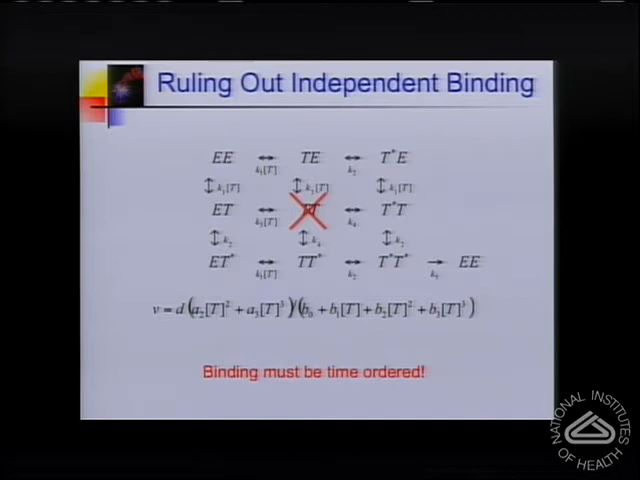 Ruling Out Independent Binding
EE ↔ TE ↔ T*E
k₁[T] k₂
↕ k₁[T] ↕ k₃[T] ↕ k₁[T]
ET ↔ TT ↔ T*T
k₃[T] k₄
↕ k₂ ↕ k₄ ↕ k₂
ET* ↔ TT* ↔ T*T* → EE
k₁[T] k₂ k₅
v = d(a₂[T]² + a₃[T]³)/(b₀ + b₁[T] + b₂[T]² + b₃[T]³)
Binding must be time ordered!
NATIONAL INSTITUTES
OF HEALTH